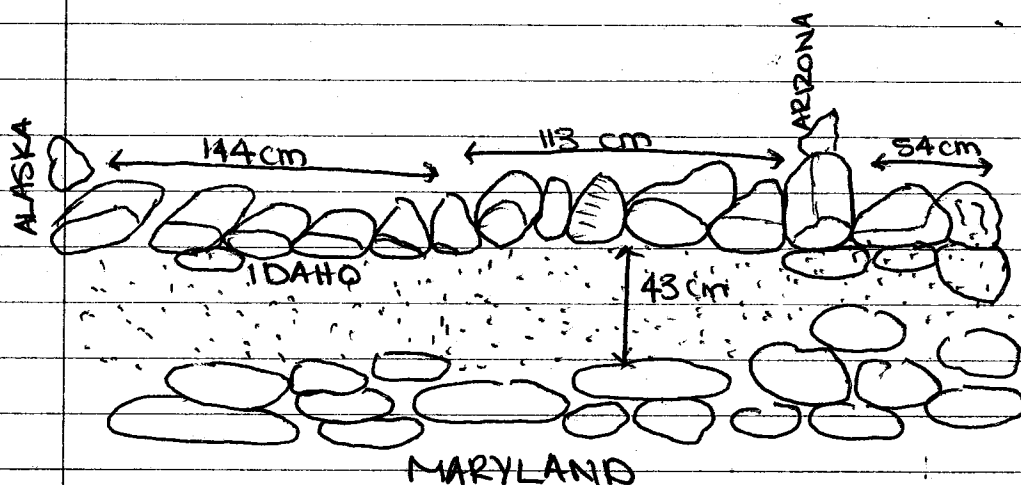 ALASKA
144 cm
113 cm
ARIZONA
54 cm
IDAHO
43 cm
MARYLAND